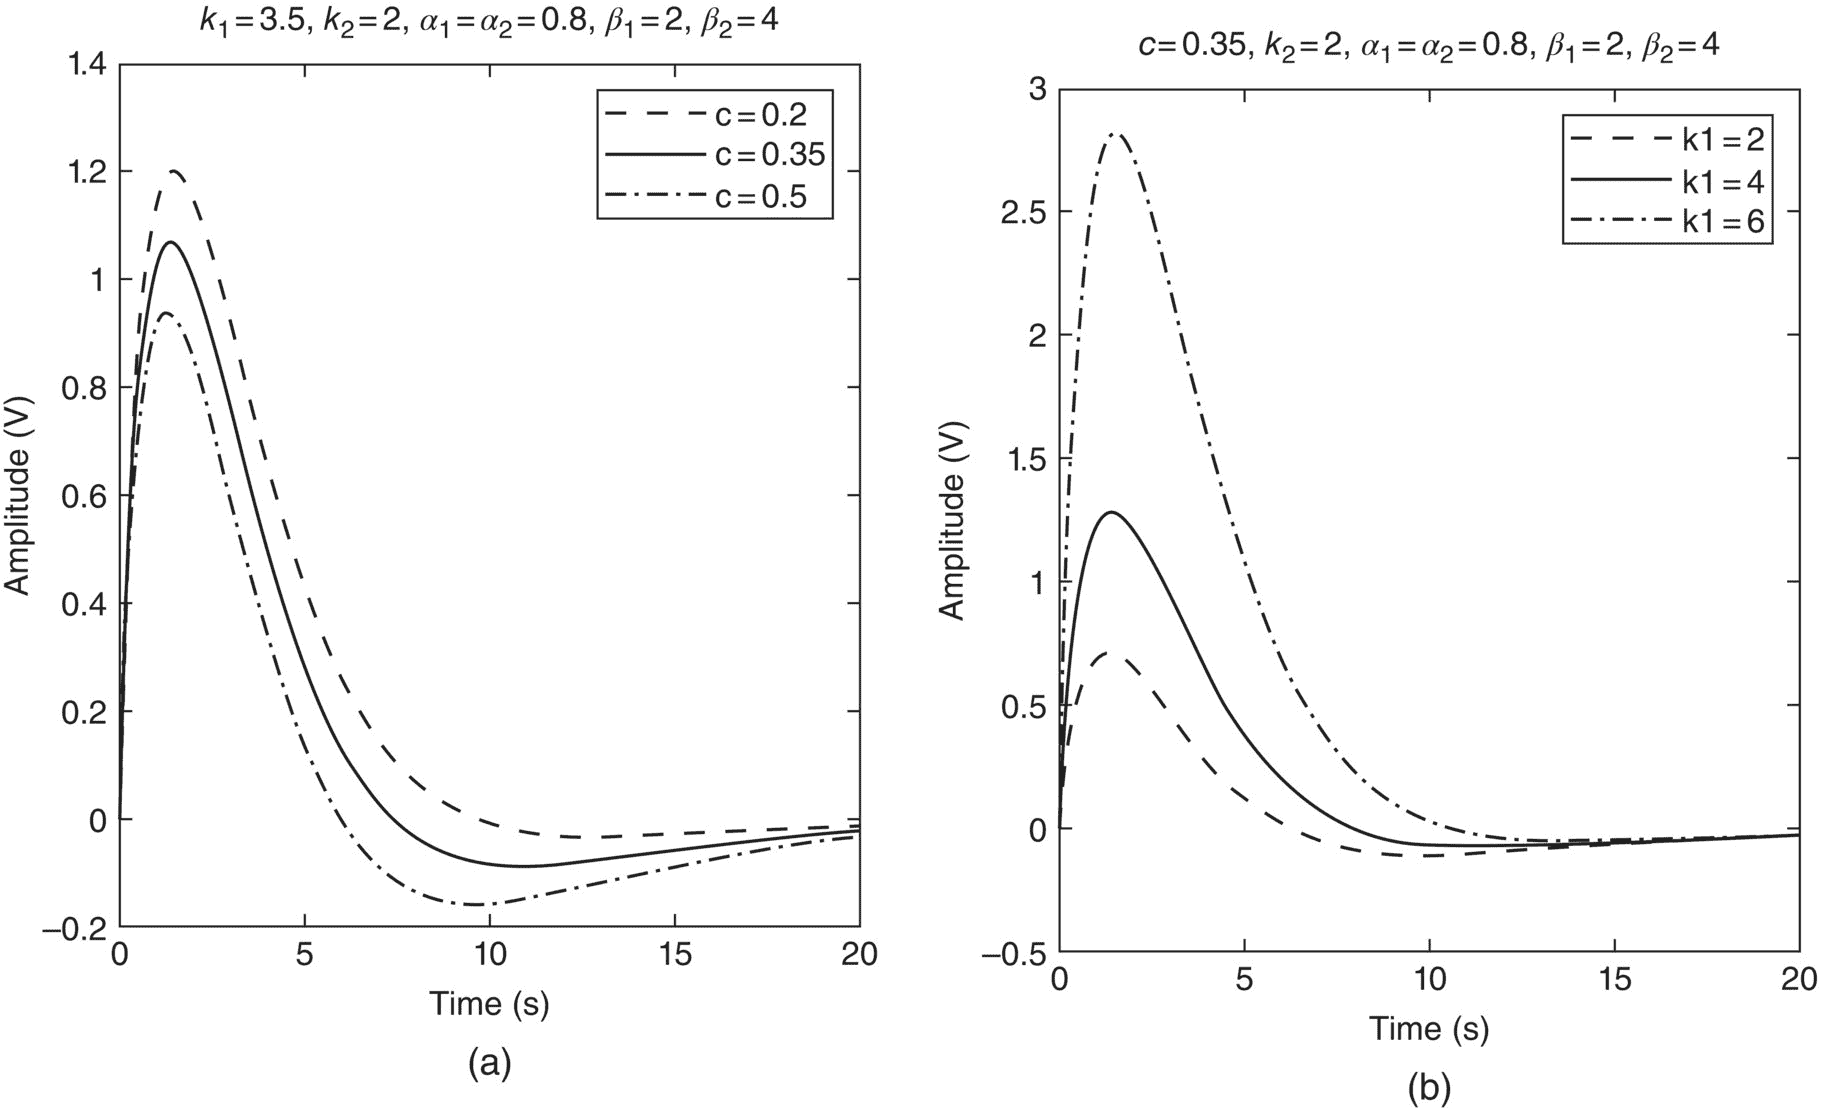 k₁=3.5, k₂=2, α₁=α₂=0.8, β₁=2, β₂=4
1.4
1.2
1
0.8
0.6
0.4
0.2
0
–0.2
Amplitude (V)
c=0.2
c=0.35
c=0.5
0 5 10 15 20
Time (s)
(a)
c=0.35, k₂=2, α₁=α₂=0.8, β₁=2, β₂=4
3
2.5
2
1.5
1
0.5
0
–0.5
Amplitude (V)
k1=2
k1=4
k1=6
0 5 10 15 20
Time (s)
(b)